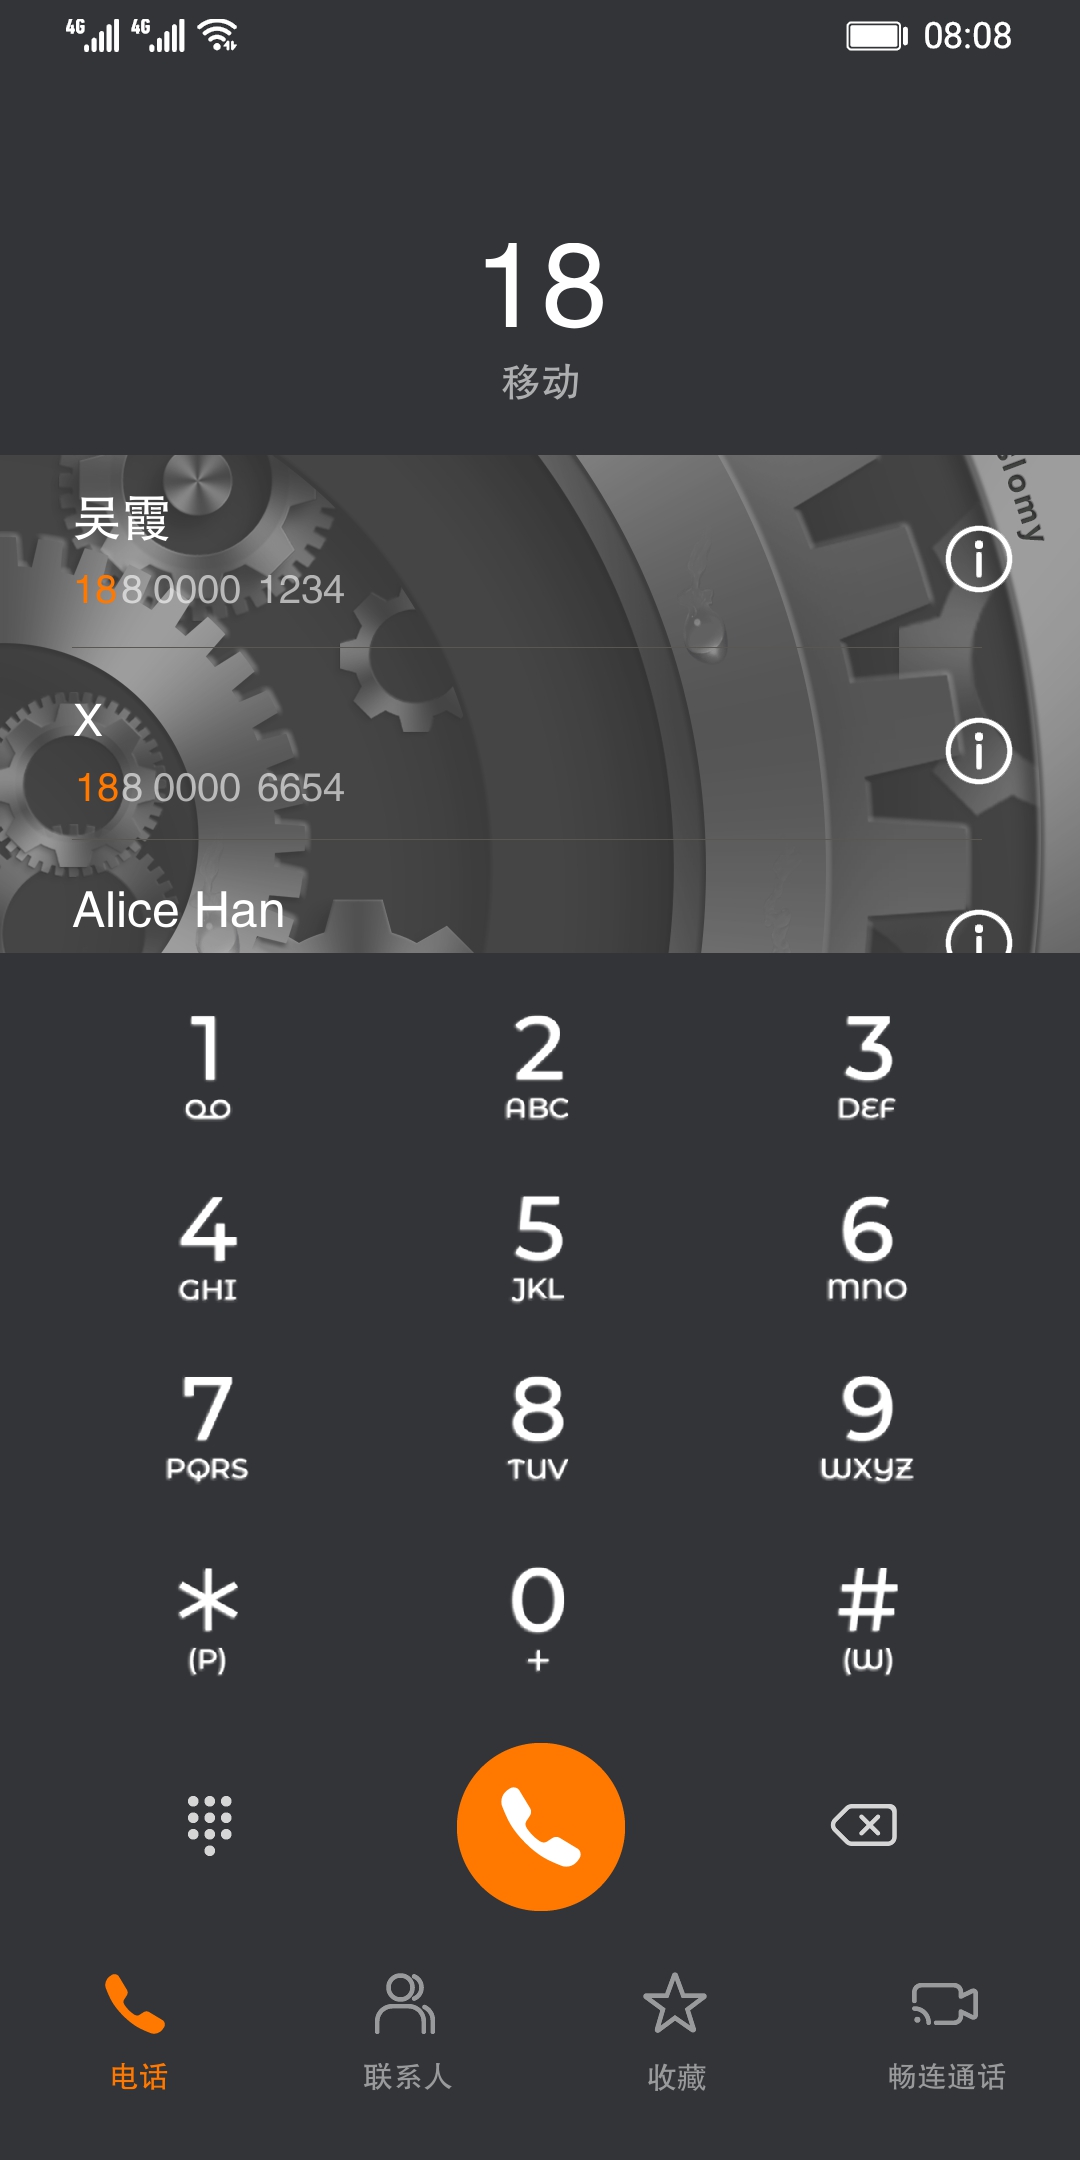 4G 4G 08:08
18
移动
slomy
吴霞
188 0000 1234
X
188 0000 6654
Alice Han
1 2 3
ABC DEF
4 5 6
GHI JKL MNO
7 8 9
PQRS TUV WXYZ
* 0 #
(P) + (W)
电话 联系人 收藏 畅连通话